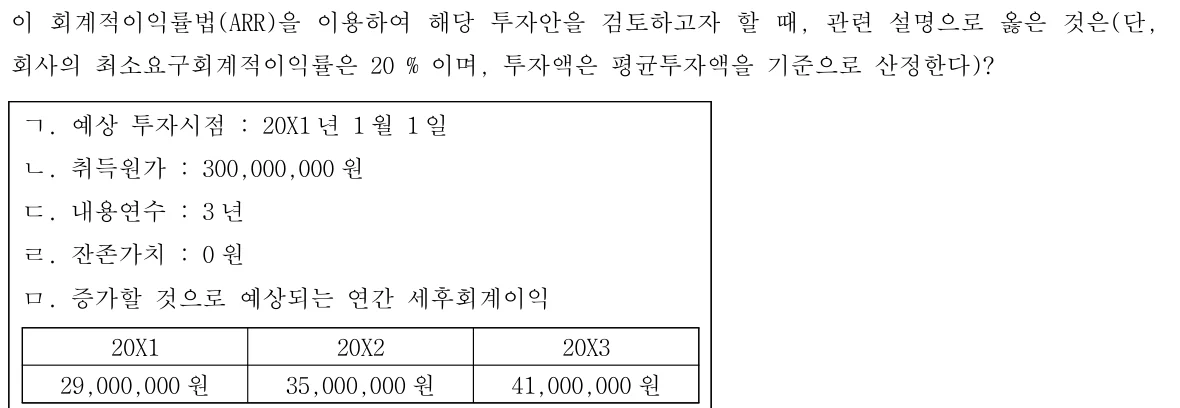 이 회계적이익률법(ARR)을 이용하여 해당 투자안을 검토하고자 할 때, 관련 설명으로 옳은 것은(단,
회사의 최소요구회계적이익률은 20 % 이며, 투자액은 평균투자액을 기준으로 산정한다)?
ㄱ. 예상 투자시점 : 20X1년 1월 1일
ㄴ. 취득원가 : 300,000,000 원
ㄷ. 내용연수 : 3년
ㄹ. 잔존가치 : 0 원
ㅁ. 증가할 것으로 예상되는 연간 세후회계이익
20X1 20X2 20X3
29,000,000 원 35,000,000 원 41,000,000 원